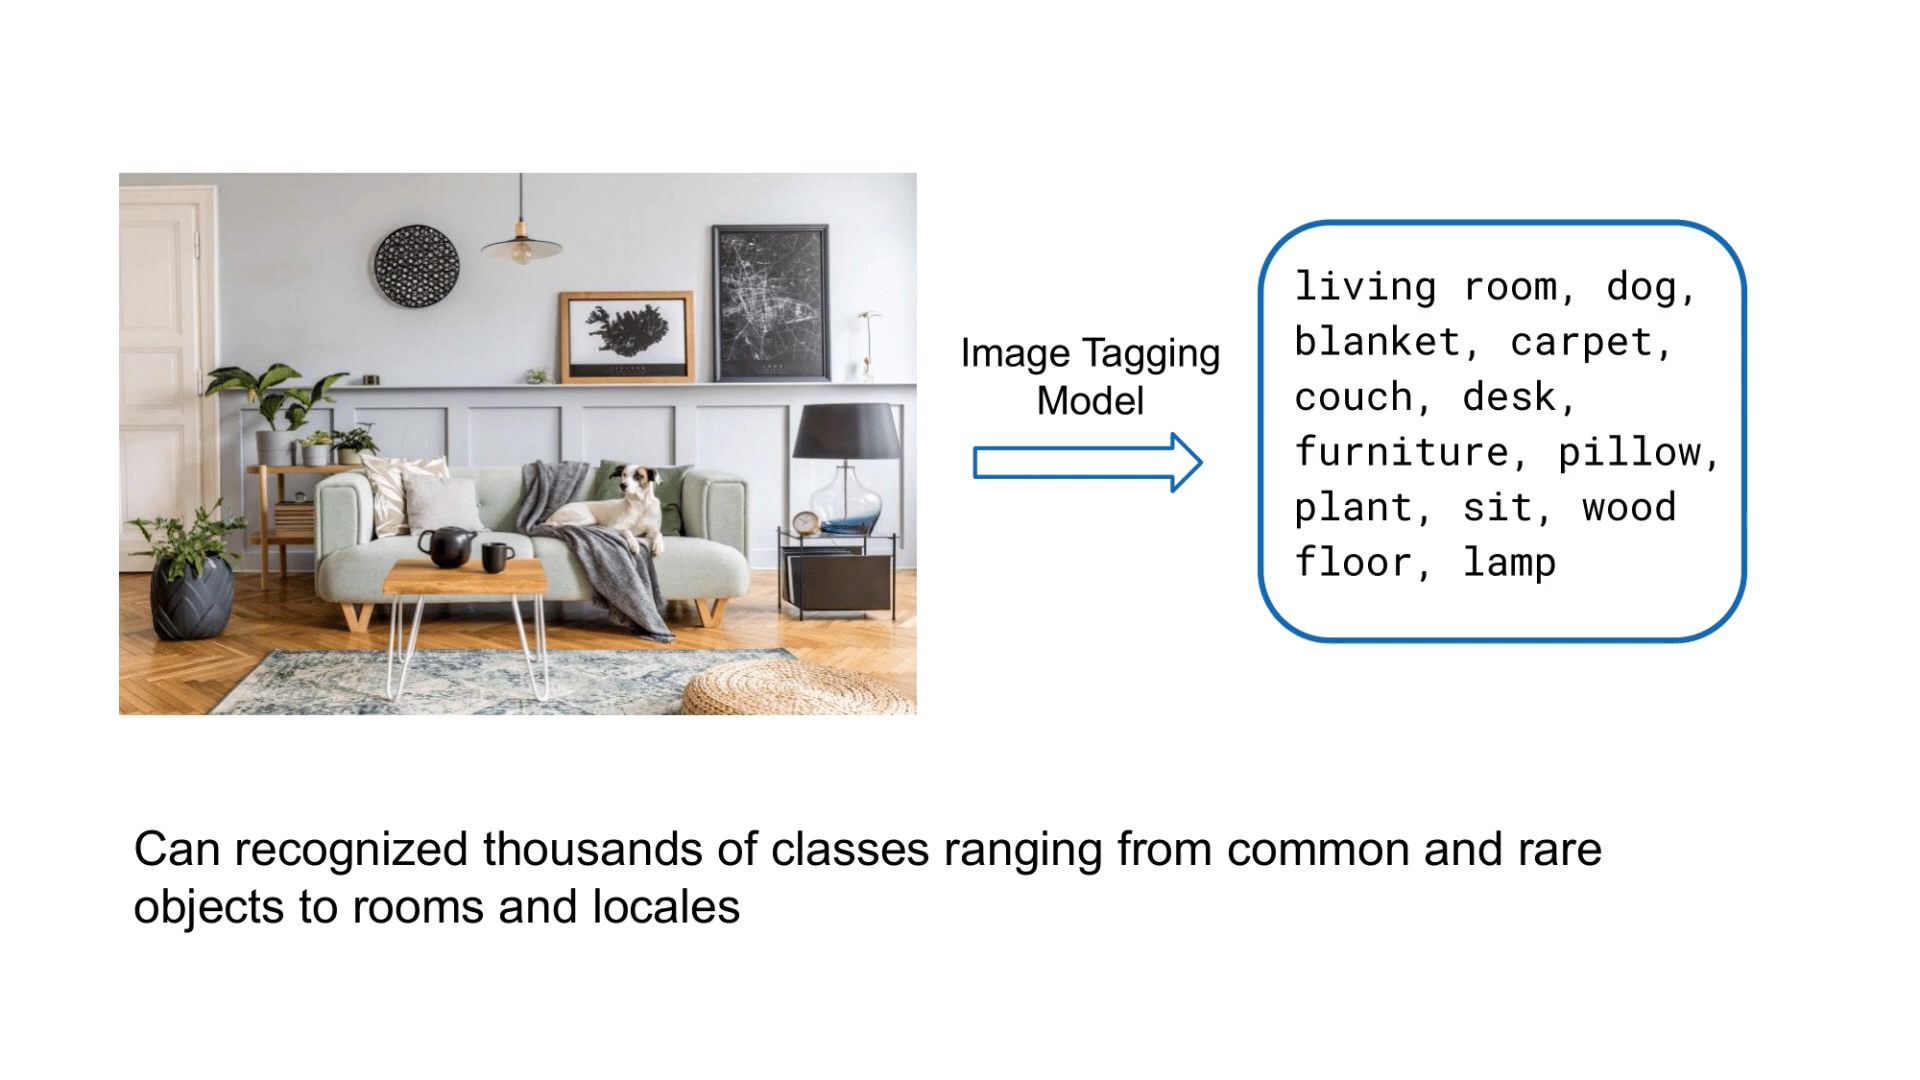 Image Tagging
Model
living room, dog,
blanket, carpet,
couch, desk,
furniture, pillow,
plant, sit, wood
floor, lamp
Can recognized thousands of classes ranging from common and rare
objects to rooms and locales